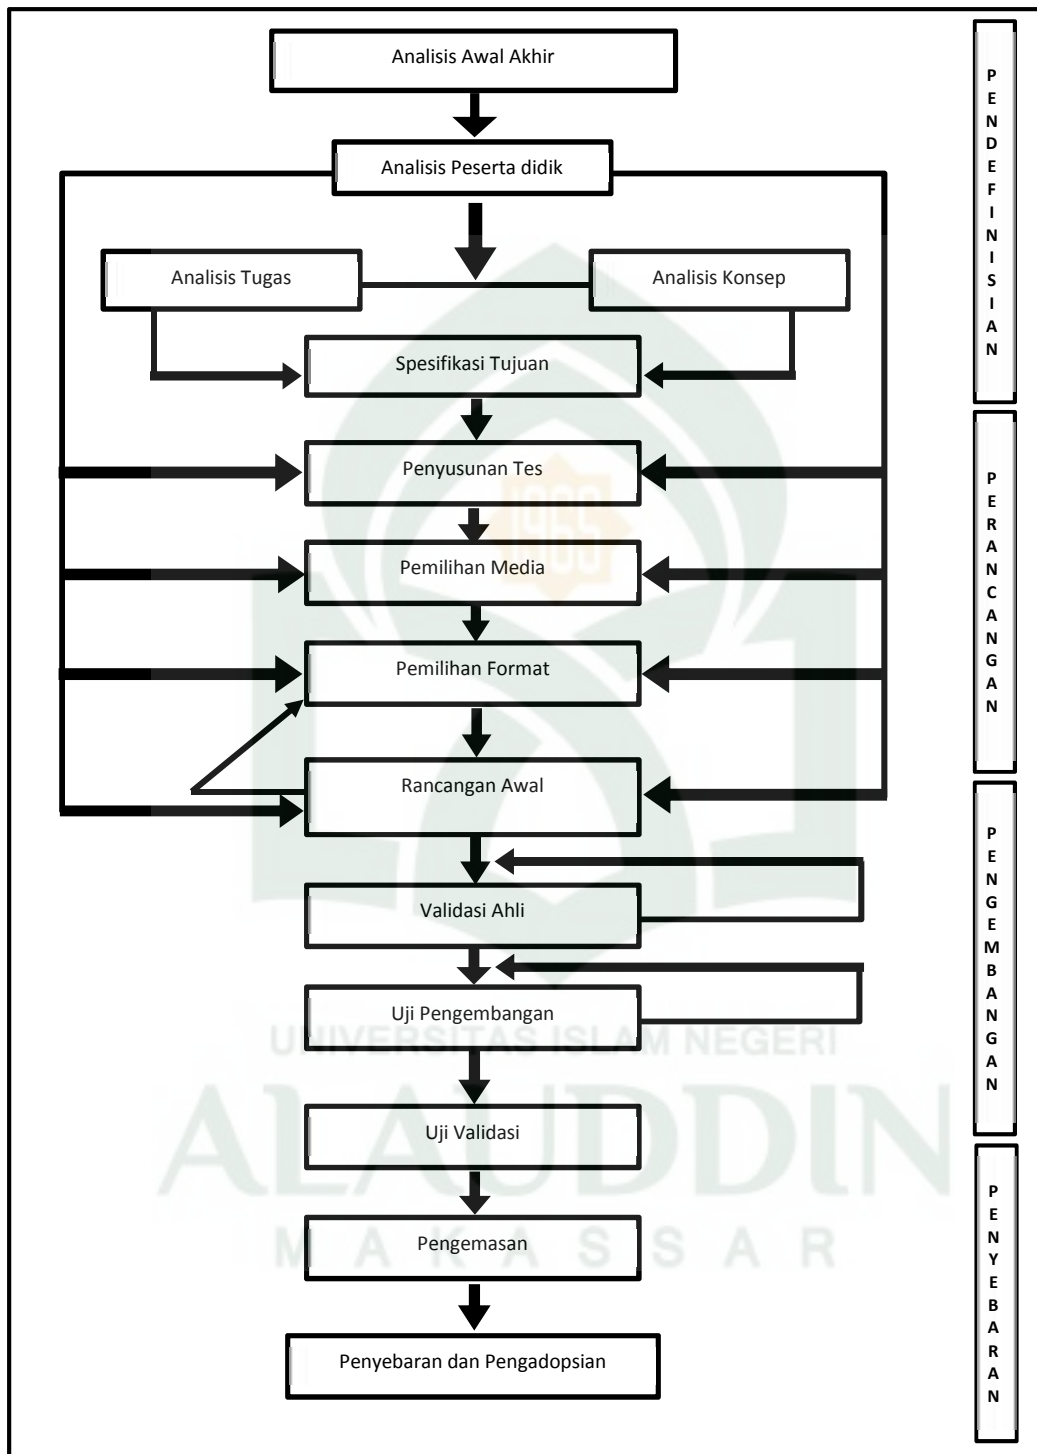 Analisis Awal Akhir
Analisis Peserta didik
Analisis Tugas
Analisis Konsep
Spesifikasi Tujuan
Penyusunan Tes
1965
Pemilihan Media
Pemilihan Format
Rancangan Awal
Validasi Ahli
Uji Pengembangan
UNIVERSITAS ISLAM NEGERI
ALAUDDIN
Uji Validasi
Pengemasan
MAKASSAR
Penyebaran dan Pengadopsian
PENDEFINISIAN
PERANCANGAN
PENGEMBANGAN
PENYEBARAN